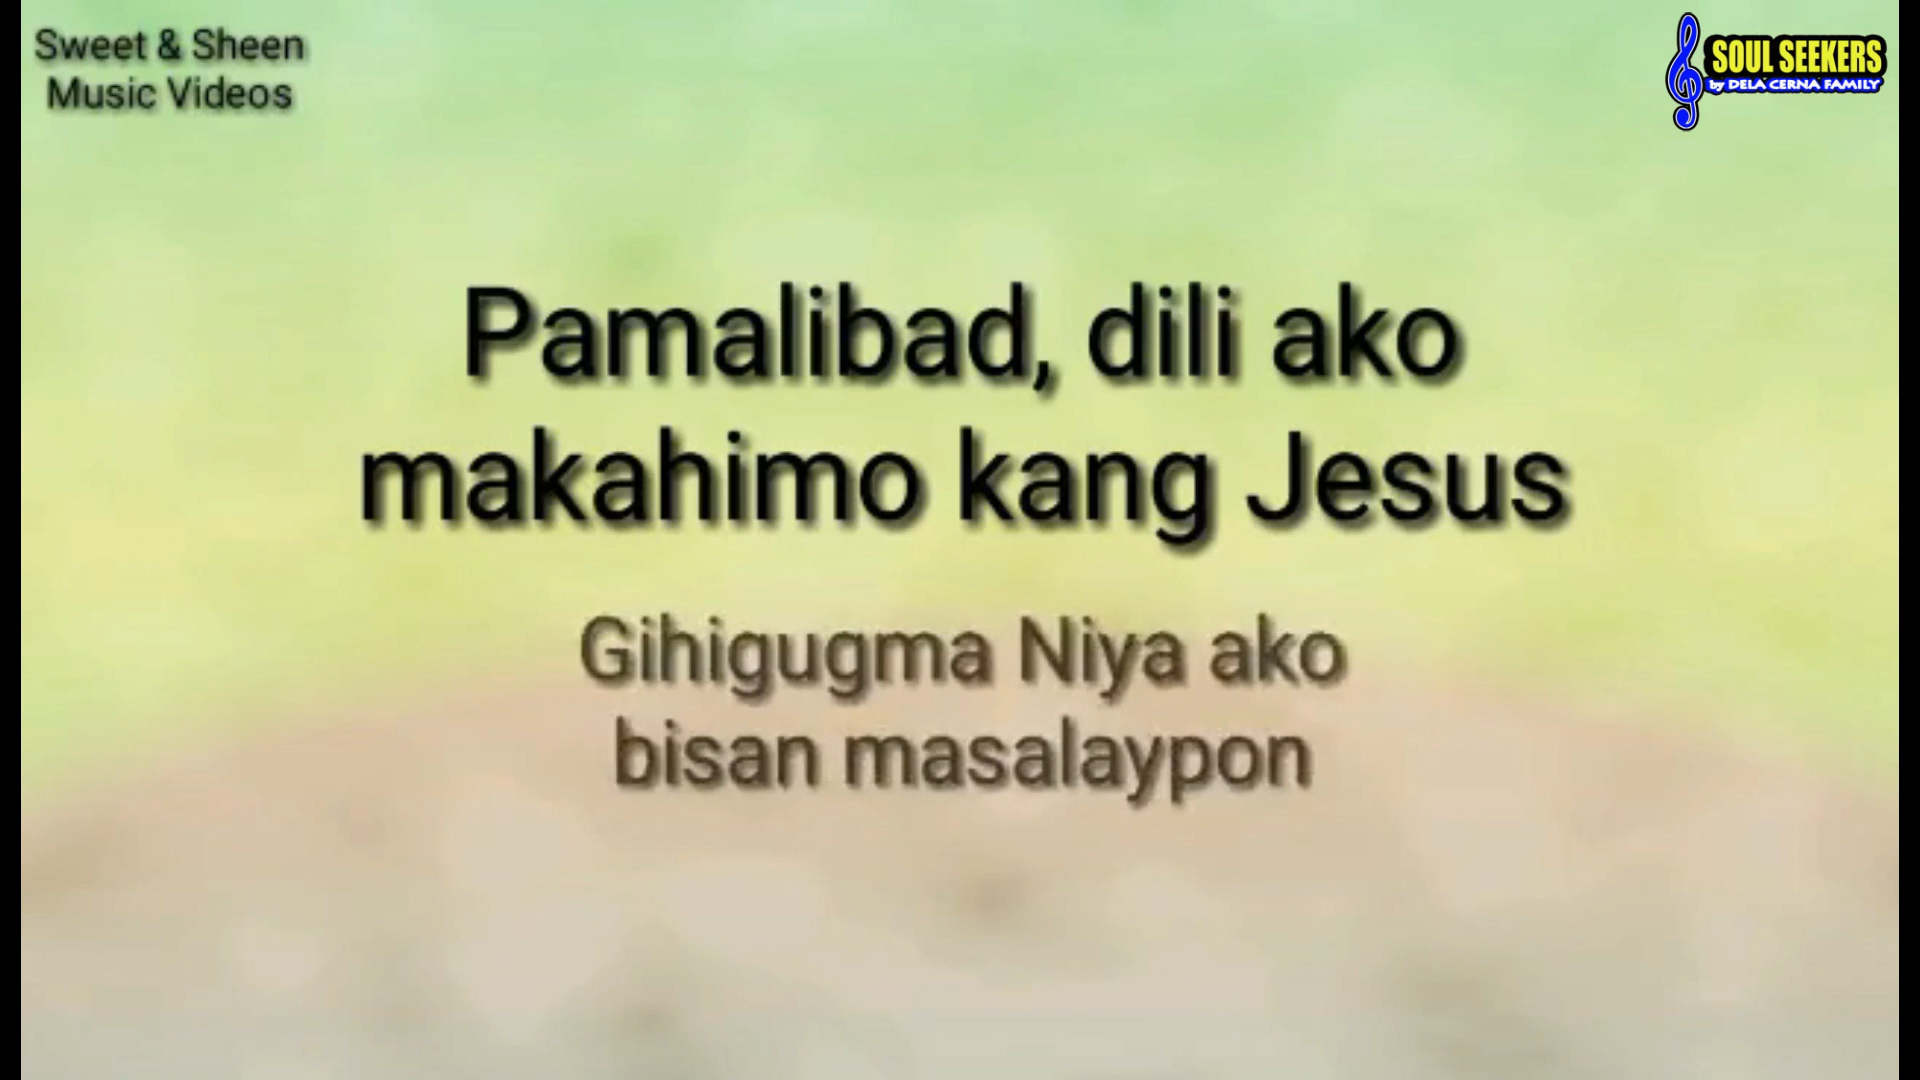 Sweet & Sheen
Music Videos
SOUL SEEKERS
by DELA CERNA FAMILY
Pamalibad, dili ako
makahimo kang Jesus
Gihigugma Niya ako
bisan masalaypon